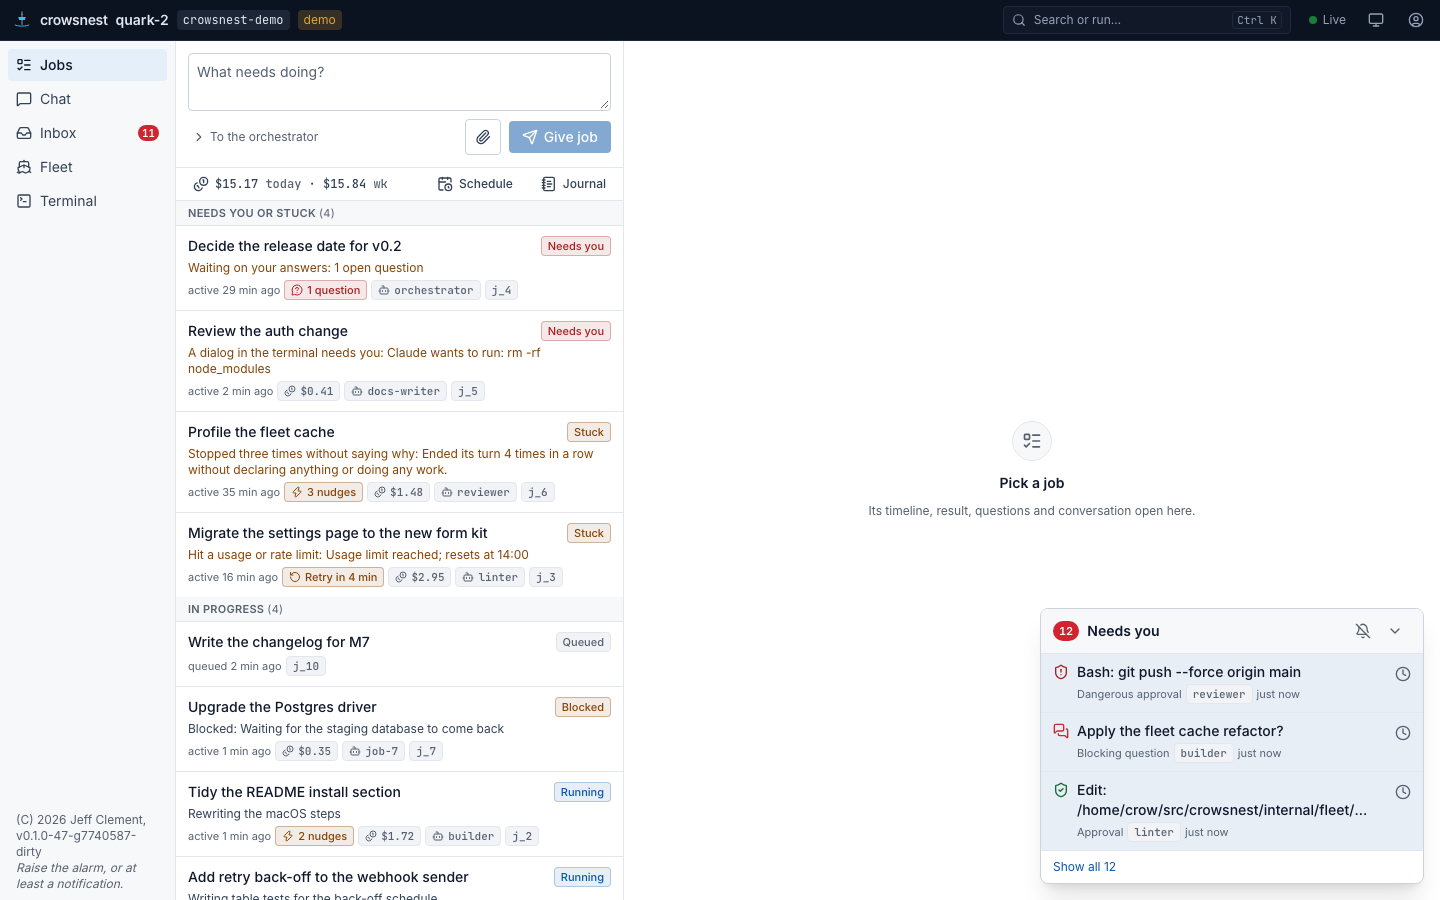 crowsnest quark-2 crowsnest-demo demo
Search or run... Ctrl K
Live
Jobs
Chat
Inbox 11
Fleet
Terminal
(C) 2026 Jeff Clement,
v0.1.0-47-g7740587-
dirty
Raise the alarm, or at
least a notification.
What needs doing?
To the orchestrator
Give job
$15.17 today · $15.84 wk
Schedule
Journal
NEEDS YOU OR STUCK (4)
Decide the release date for v0.2
Needs you
Waiting on your answers: 1 open question
active 29 min ago 1 question orchestrator j_4
Review the auth change
Needs you
A dialog in the terminal needs you: Claude wants to run: rm -rf
node_modules
active 2 min ago $0.41 docs-writer j_5
Profile the fleet cache
Stuck
Stopped three times without saying why: Ended its turn 4 times in a row
without declaring anything or doing any work.
active 35 min ago 3 nudges $1.48 reviewer j_6
Migrate the settings page to the new form kit
Stuck
Hit a usage or rate limit: Usage limit reached; resets at 14:00
active 16 min ago Retry in 4 min $2.95 linter j_3
IN PROGRESS (4)
Write the changelog for M7
Queued
queued 2 min ago j_10
Upgrade the Postgres driver
Blocked
Blocked: Waiting for the staging database to come back
active 1 min ago $0.35 job-7 j_7
Tidy the README install section
Running
Rewriting the macOS steps
active 1 min ago 2 nudges $1.72 builder j_2
Add retry back-off to the webhook sender
Running
Writing table tests for the back-off schedule
Pick a job
Its timeline, result, questions and conversation open here.
12 Needs you
Bash: git push --force origin main
Dangerous approval reviewer just now
Apply the fleet cache refactor?
Blocking question builder just now
Edit:
/home/crow/src/crowsnest/internal/fleet/...
Approval linter just now
Show all 12